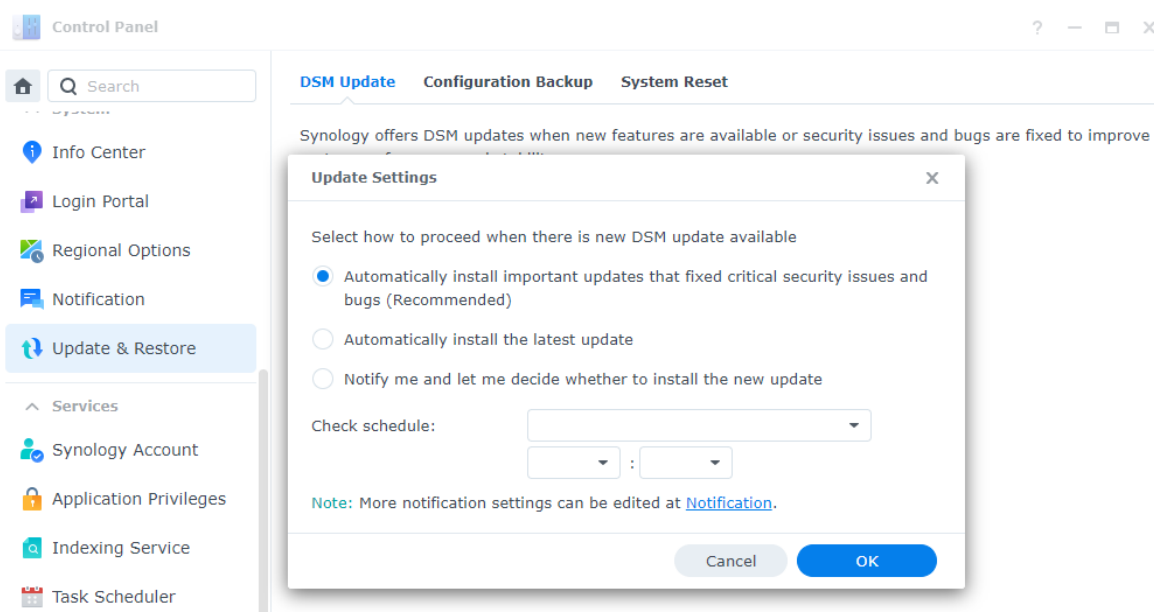 Control Panel
?
Search
DSM Update Configuration Backup System Reset
Info Center
Login Portal
Regional Options
Notification
Update & Restore
Services
Synology Account
Application Privileges
Indexing Service
Task Scheduler
Synology offers DSM updates when new features are available or security issues and bugs are fixed to improve
Update Settings
Select how to proceed when there is new DSM update available
Automatically install important updates that fixed critical security issues and
bugs (Recommended)
Automatically install the latest update
Notify me and let me decide whether to install the new update
Check schedule:
:
Note: More notification settings can be edited at Notification.
Cancel OK